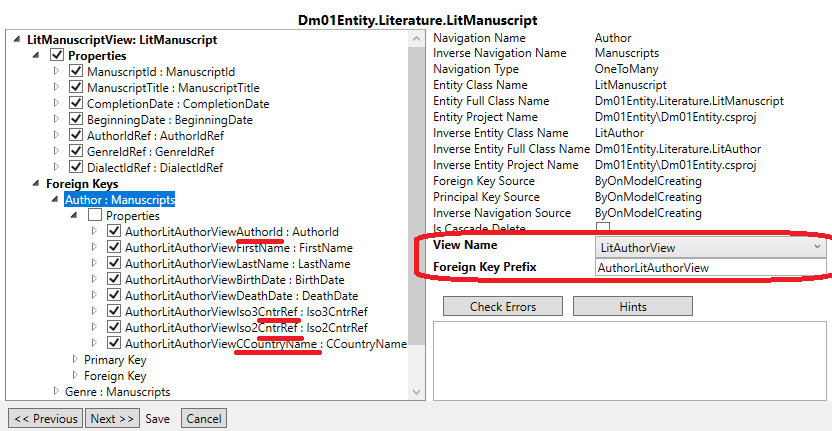 Dm01Entity.Literature.LitManuscript
LitManuscriptView: LitManuscript
Properties
ManuscriptId : ManuscriptId
ManuscriptTitle : ManuscriptTitle
CompletionDate : CompletionDate
BeginningDate : BeginningDate
AuthorIdRef : AuthorIdRef
GenreIdRef : GenreIdRef
DialectIdRef : DialectIdRef
Foreign Keys
Author : Manuscripts
Properties
AuthorLitAuthorViewAuthorId : AuthorId
AuthorLitAuthorViewFirstName : FirstName
AuthorLitAuthorViewLastName : LastName
AuthorLitAuthorViewBirthDate : BirthDate
AuthorLitAuthorViewDeathDate : DeathDate
AuthorLitAuthorViewIso3CntrRef : Iso3CntrRef
AuthorLitAuthorViewIso2CntrRef : Iso2CntrRef
AuthorLitAuthorViewCCountryName : CCountryName
Primary Key
Foreign Key
Genre : Manuscripts
Navigation Name Author
Inverse Navigation Name Manuscripts
Navigation Type OneToMany
Entity Class Name LitManuscript
Entity Full Class Name Dm01Entity.Literature.LitManuscript
Entity Project Name Dm01Entity\Dm01Entity.csproj
Inverse Entity Class Name LitAuthor
Inverse Entity Full Class Name Dm01Entity.Literature.LitAuthor
Inverse Entity Project Name Dm01Entity\Dm01Entity.csproj
Foreign Key Source ByOnModelCreating
Principal Key Source ByOnModelCreating
Inverse Navigation Source ByOnModelCreating
Is Cascade Delete
View Name LitAuthorView
Foreign Key Prefix AuthorLitAuthorView
Check Errors Hints
<< Previous Next >> Save Cancel